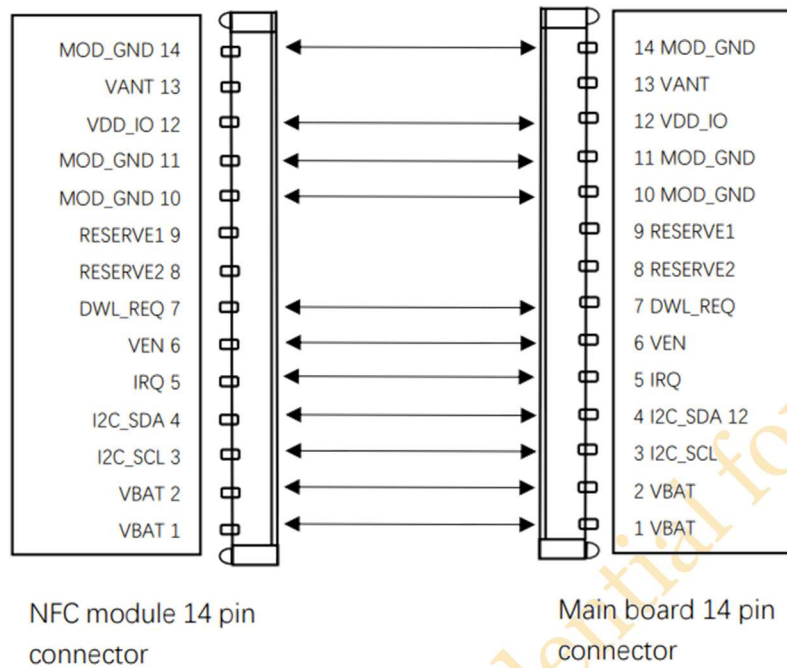 MOD_GND 14
VANT 13
VDD_IO 12
MOD_GND 11
MOD_GND 10
RESERVE1 9
RESERVE2 8
DWL_REQ 7
VEN 6
IRQ 5
I2C_SDA 4
I2C_SCL 3
VBAT 2
VBAT 1
NFC module 14 pin
connector
14 MOD_GND
13 VANT
12 VDD_IO
11 MOD_GND
10 MOD_GND
9 RESERVE1
8 RESERVE2
7 DWL_REQ
6 VEN
5 IRQ
4 I2C_SDA 12
3 I2C_SCL
2 VBAT
1 VBAT
Main board 14 pin
connector